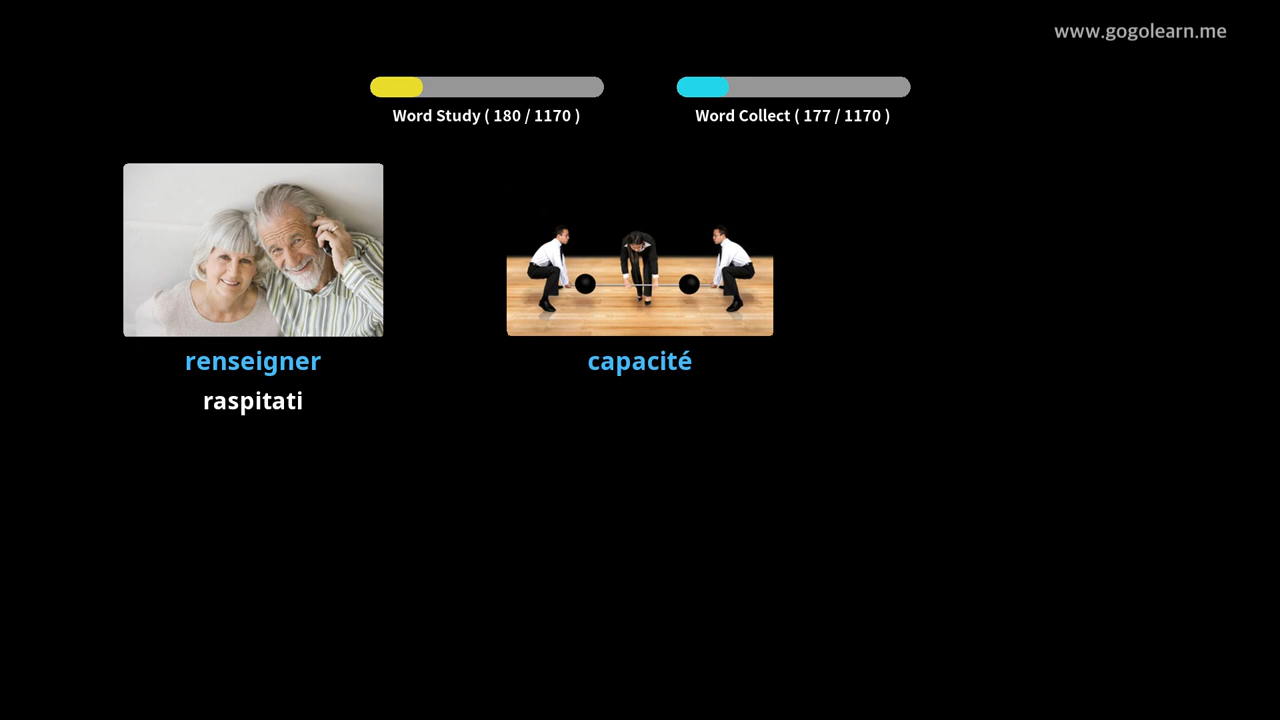 www.gogolearn.me
Word Study ( 180 / 1170 )
Word Collect ( 177 / 1170 )
renseigner
raspitati
capacité